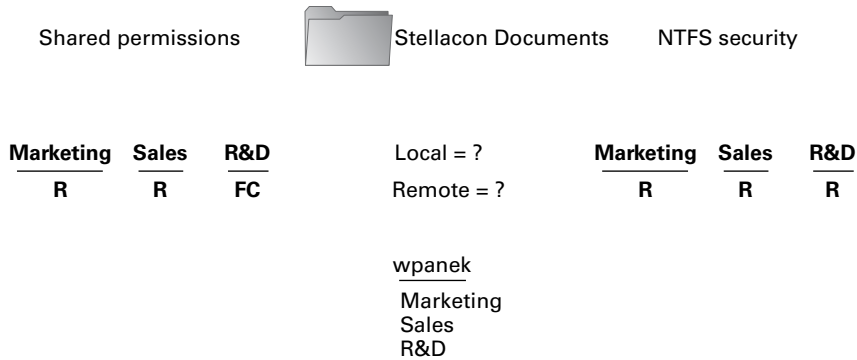 Shared permissions Stellacon Documents NTFS security
Marketing Sales R&D Local = ? Marketing Sales R&D
R R FC Remote = ? R R R
wpanek
Marketing
Sales
R&D